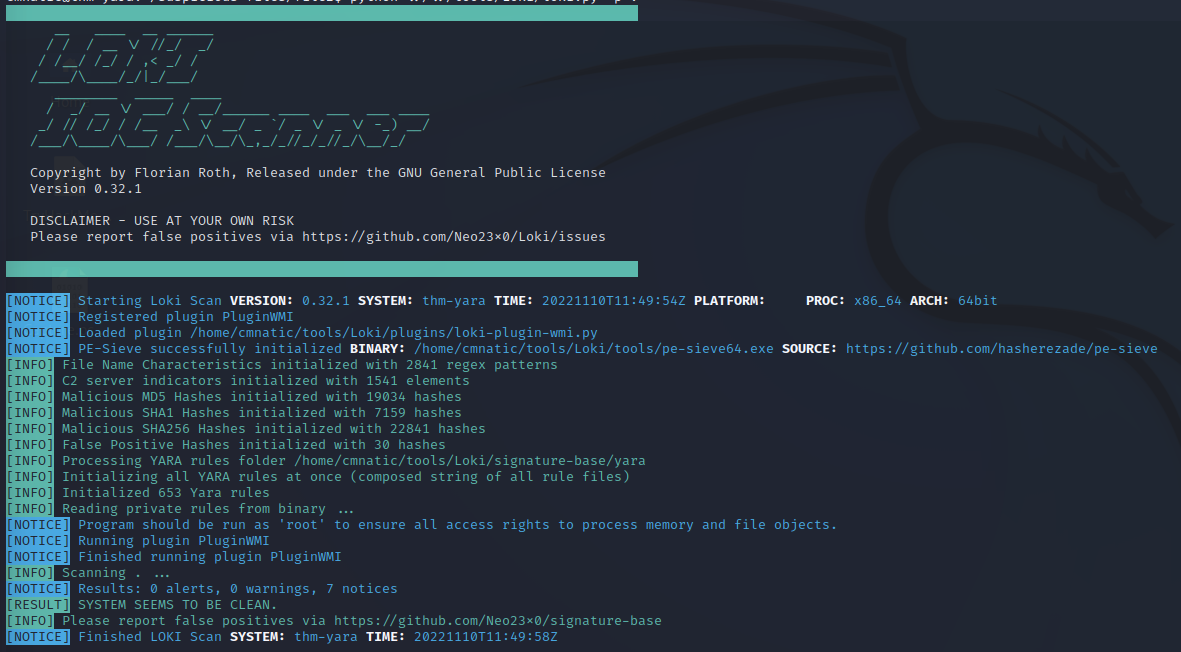 LOKI
IOC Scanner
Copyright by Florian Roth, Released under the GNU General Public License
Version 0.32.1
DISCLAIMER - USE AT YOUR OWN RISK
Please report false positives via https://github.com/Neo23×0/Loki/issues
[NOTICE] Starting Loki Scan VERSION: 0.32.1 SYSTEM: thm-yara TIME: 20221110T11:49:54Z PLATFORM:     PROC: x86_64 ARCH: 64bit
[NOTICE] Registered plugin PluginWMI
[NOTICE] Loaded plugin /home/cmnatic/tools/Loki/plugins/loki-plugin-wmi.py
[NOTICE] PE-Sieve successfully initialized BINARY: /home/cmnatic/tools/Loki/tools/pe-sieve64.exe SOURCE: https://github.com/hasherezade/pe-sieve
[INFO] File Name Characteristics initialized with 2841 regex patterns
[INFO] C2 server indicators initialized with 1541 elements
[INFO] Malicious MD5 Hashes initialized with 19034 hashes
[INFO] Malicious SHA1 Hashes initialized with 7159 hashes
[INFO] Malicious SHA256 Hashes initialized with 22841 hashes
[INFO] False Positive Hashes initialized with 30 hashes
[INFO] Processing YARA rules folder /home/cmnatic/tools/Loki/signature-base/yara
[INFO] Initializing all YARA rules at once (composed string of all rule files)
[INFO] Initialized 653 Yara rules
[INFO] Reading private rules from binary ...
[NOTICE] Program should be run as 'root' to ensure all access rights to process memory and file objects.
[NOTICE] Running plugin PluginWMI
[NOTICE] Finished running plugin PluginWMI
[INFO] Scanning . ...
[NOTICE] Results: 0 alerts, 0 warnings, 7 notices
[RESULT] SYSTEM SEEMS TO BE CLEAN.
[INFO] Please report false positives via https://github.com/Neo23×0/signature-base
[NOTICE] Finished LOKI Scan SYSTEM: thm-yara TIME: 20221110T11:49:58Z